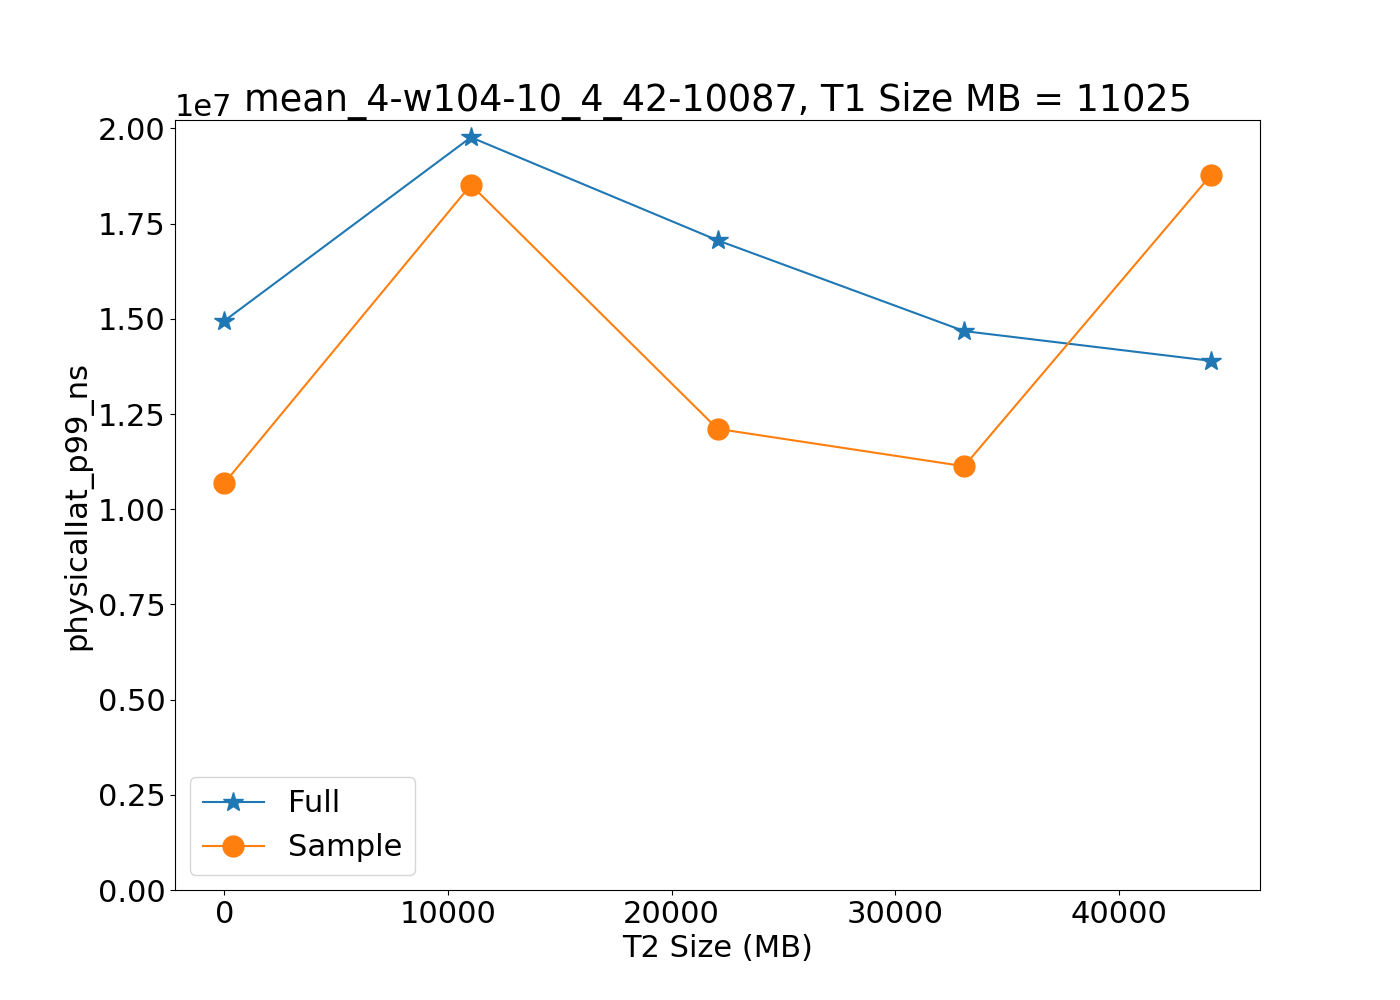 1e7
mean_4-w104-10_4_42-10087, T1 Size MB = 11025
2.00
1.75
1.50
1.25
1.00
0.75
0.50
0.25
0.00
physicallat_p99_ns
Full
Sample
0 10000 20000 30000 40000
T2 Size (MB)